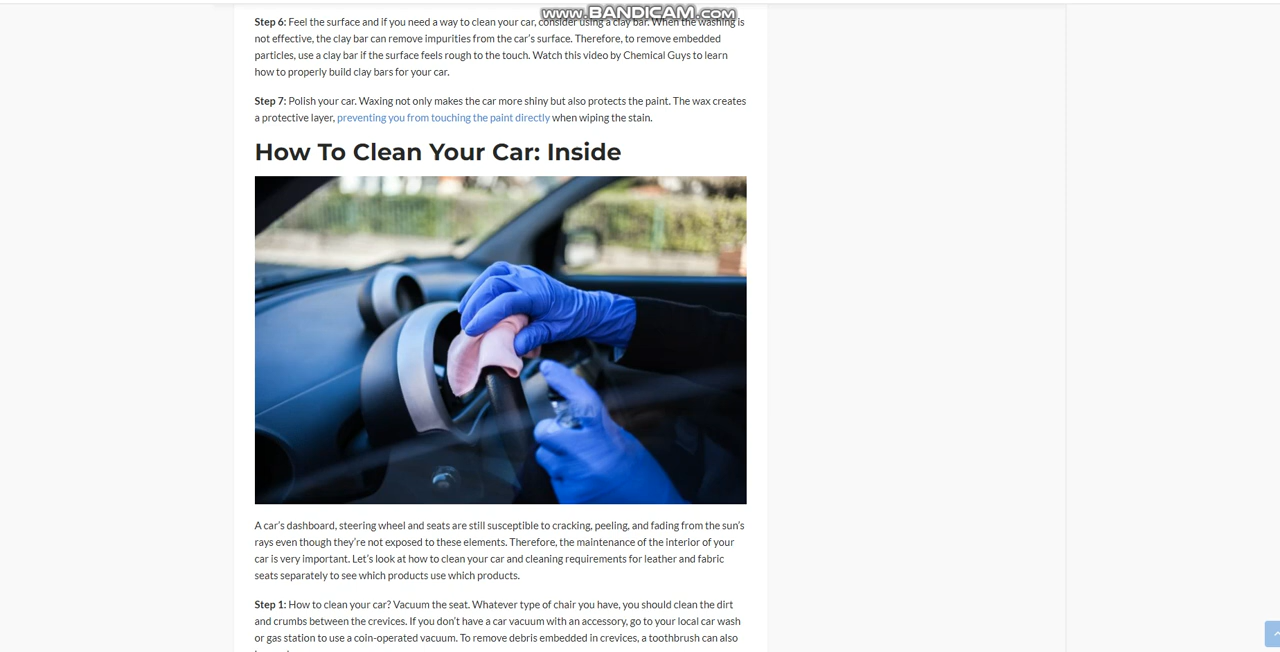 www.BANDICAM.com
Step 6: Feel the surface and if you need a way to clean your car, consider using a clay bar. When the washing is
not effective, the clay bar can remove impurities from the car's surface. Therefore, to remove embedded
particles, use a clay bar if the surface feels rough to the touch. Watch this video by Chemical Guys to learn
how to properly build clay bars for your car.
Step 7: Polish your car. Waxing not only makes the car more shiny but also protects the paint. The wax creates
a protective layer, preventing you from touching the paint directly when wiping the stain.
How To Clean Your Car: Inside
A car's dashboard, steering wheel and seats are still susceptible to cracking, peeling, and fading from the sun's
rays even though they're not exposed to these elements. Therefore, the maintenance of the interior of your
car is very important. Let's look at how to clean your car and cleaning requirements for leather and fabric
seats separately to see which products use which products.
Step 1: How to clean your car? Vacuum the seat. Whatever type of chair you have, you should clean the dirt
and crumbs between the crevices. If you don't have a car vacuum with an accessory, go to your local car wash
or gas station to use a coin-operated vacuum. To remove debris embedded in crevices, a toothbrush can also